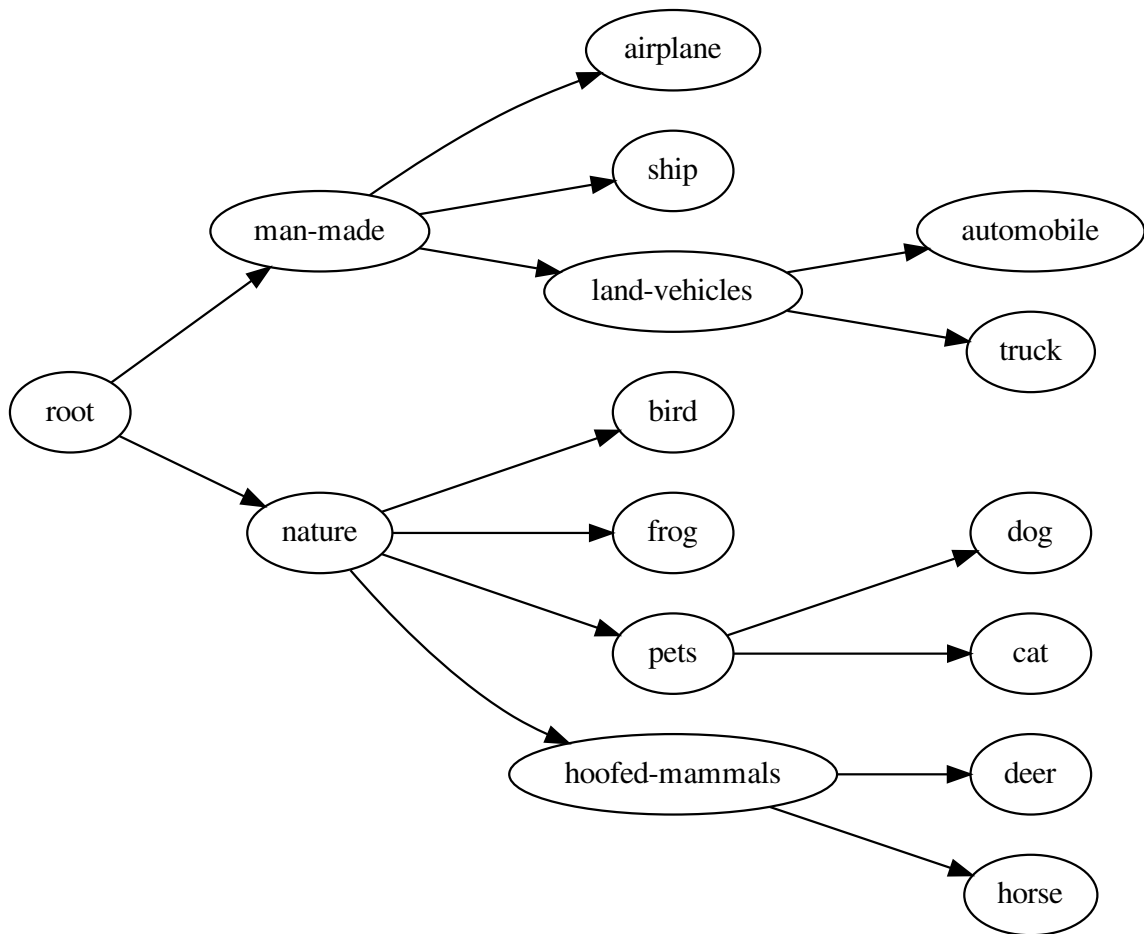 airplane
ship
man-made
automobile
land-vehicles
truck
root
bird
nature
frog
dog
pets
cat
hoofed-mammals
deer
horse